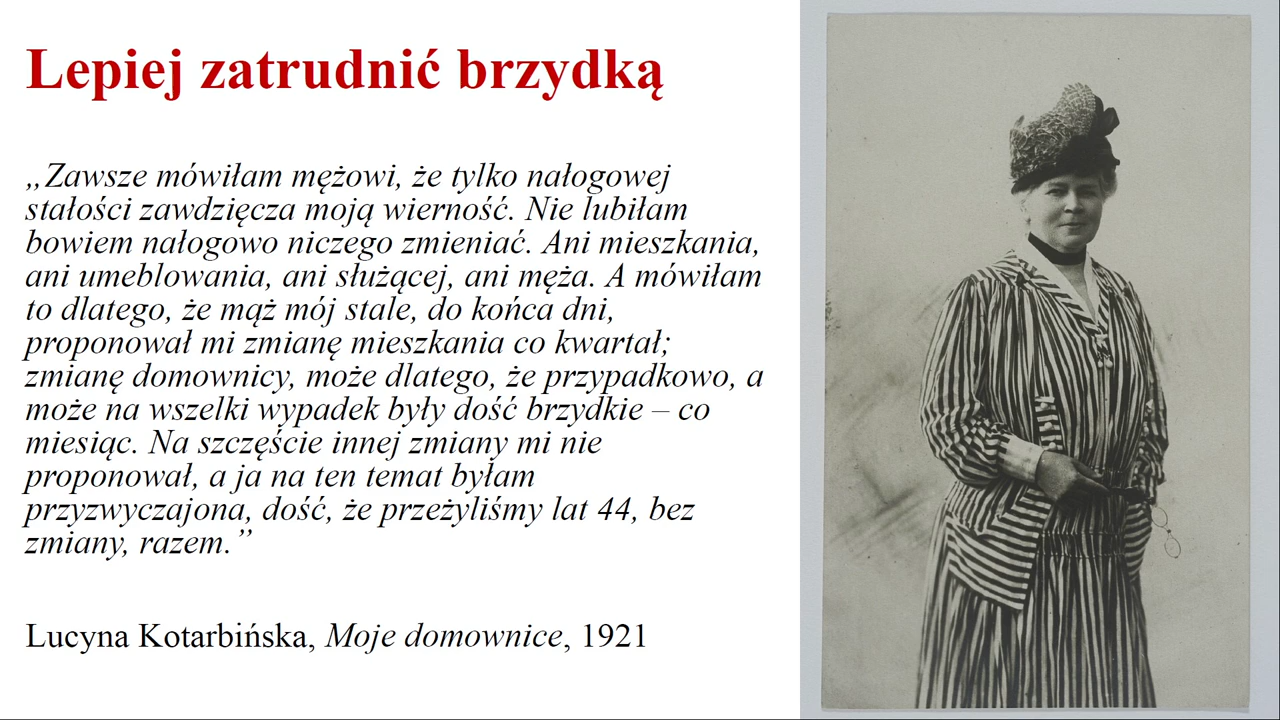 Lepiej zatrudnić brzydką
„Zawsze mówiłam mężowi, że tylko nałogowej
stałości zawdzięcza moją wierność. Nie lubiłam
bowiem nałogowo niczego zmieniać. Ani mieszkania,
ani umeblowania, ani służącej, ani męża. A mówiłam
to dlatego, że mąż mój stale, do końca dni,
proponował mi zmianę mieszkania co kwartał;
zmianę domownicy, może dlatego, że przypadkowo, a
może na wszelki wypadek były dość brzydkie – co
miesiąc. Na szczęście innej zmiany mi nie
proponował, a ja na ten temat byłam
przyzwyczajona, dość, że przeżyliśmy lat 44, bez
zmiany, razem.”
Lucyna Kotarbińska, Moje domownice, 1921